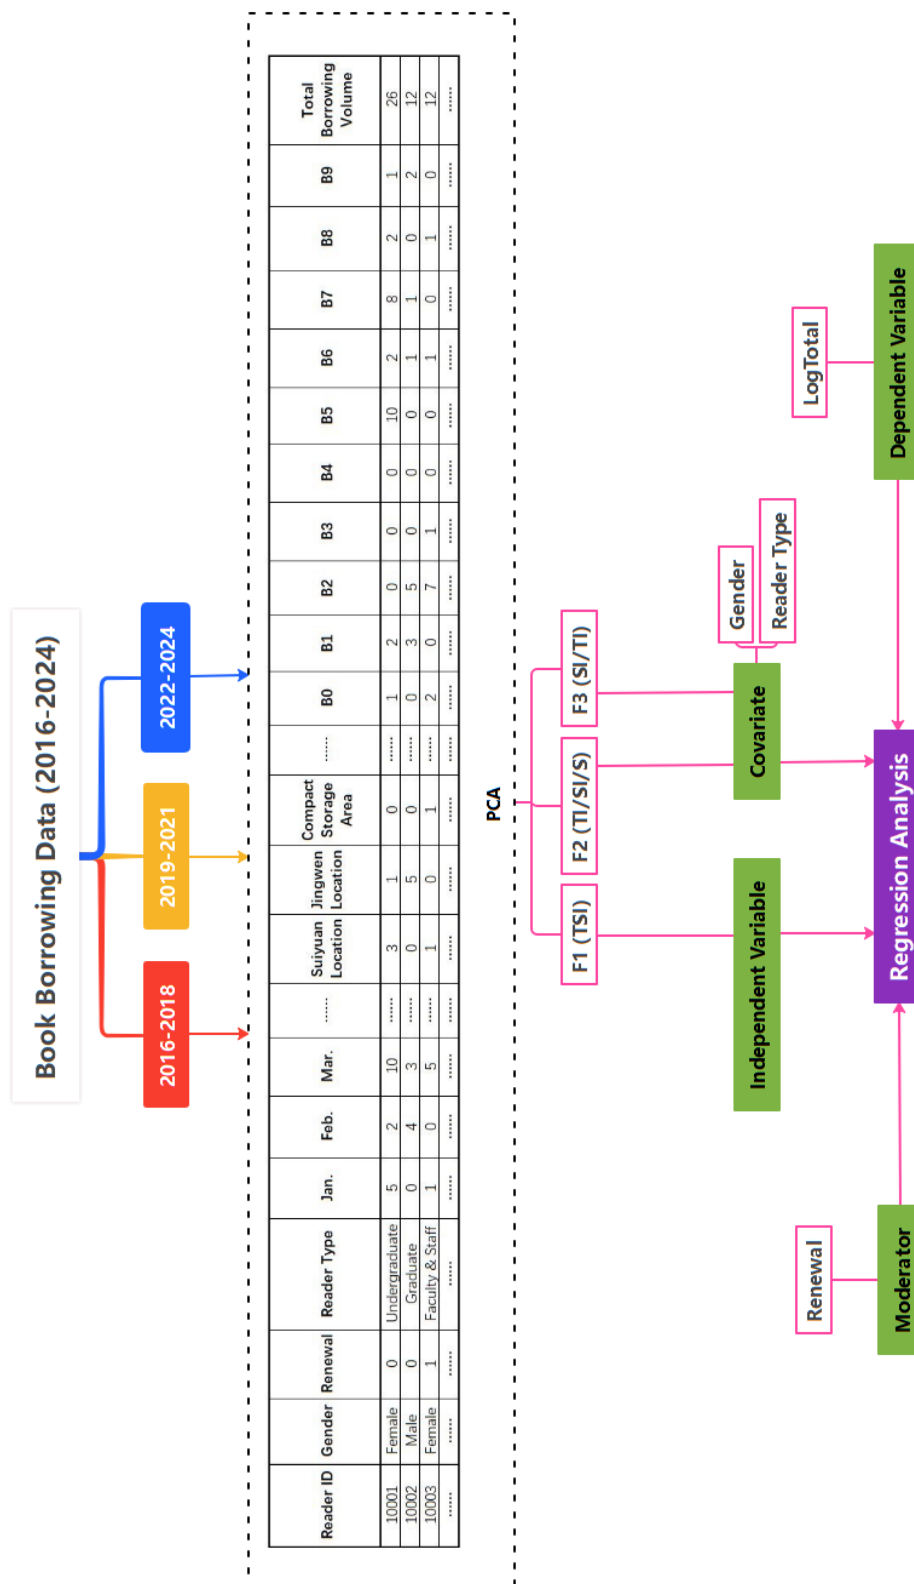 Book Borrowing Data (2016-2024)
2016-2018
2019-2021
2022-2024
Reader ID Gender Renewal Reader Type Jan. Feb. Mar. ...... Suiyuan Location Jingwen Location Compact Storage Area ...... B0 B1 B2 B3 B4 B5 B6 B7 B8 B9 Total Borrowing Volume
10001 Female 0 Undergraduate 5 2 10 ...... 3 1 0 ...... 1 2 0 0 0 10 2 8 2 1 26
10002 Male 0 Graduate 0 4 3 ...... 0 5 0 ...... 0 3 5 0 0 0 1 1 0 2 12
10003 Female 1 Faculty & Staff 1 0 5 ...... 1 0 1 ...... 2 0 7 1 0 0 1 0 1 0 12
...... ...... ...... ...... ...... ...... ...... ...... ...... ...... ...... ...... ...... ...... ...... ...... ...... ...... ...... ...... ...... ...... ......
PCA
F1 (TSI)
F2 (TI/SI/S)
F3 (SI/TI)
Gender
Reader Type
Independent Variable
Covariate
Renewal
LogTotal
Moderator
Regression Analysis
Dependent Variable